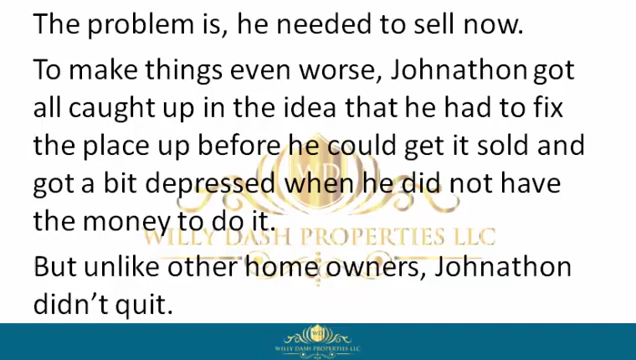 The problem is, he needed to sell now.
To make things even worse, Johnathon got
all caught up in the idea that he had to fix
the place up before he could get it sold and
got a bit depressed when he did not have
the money to do it.
WILLY DASH PROPERTIES LLC
But unlike other home owners, Johnathon
didn’t quit.
WILLY DASH PROPERTIES LLC